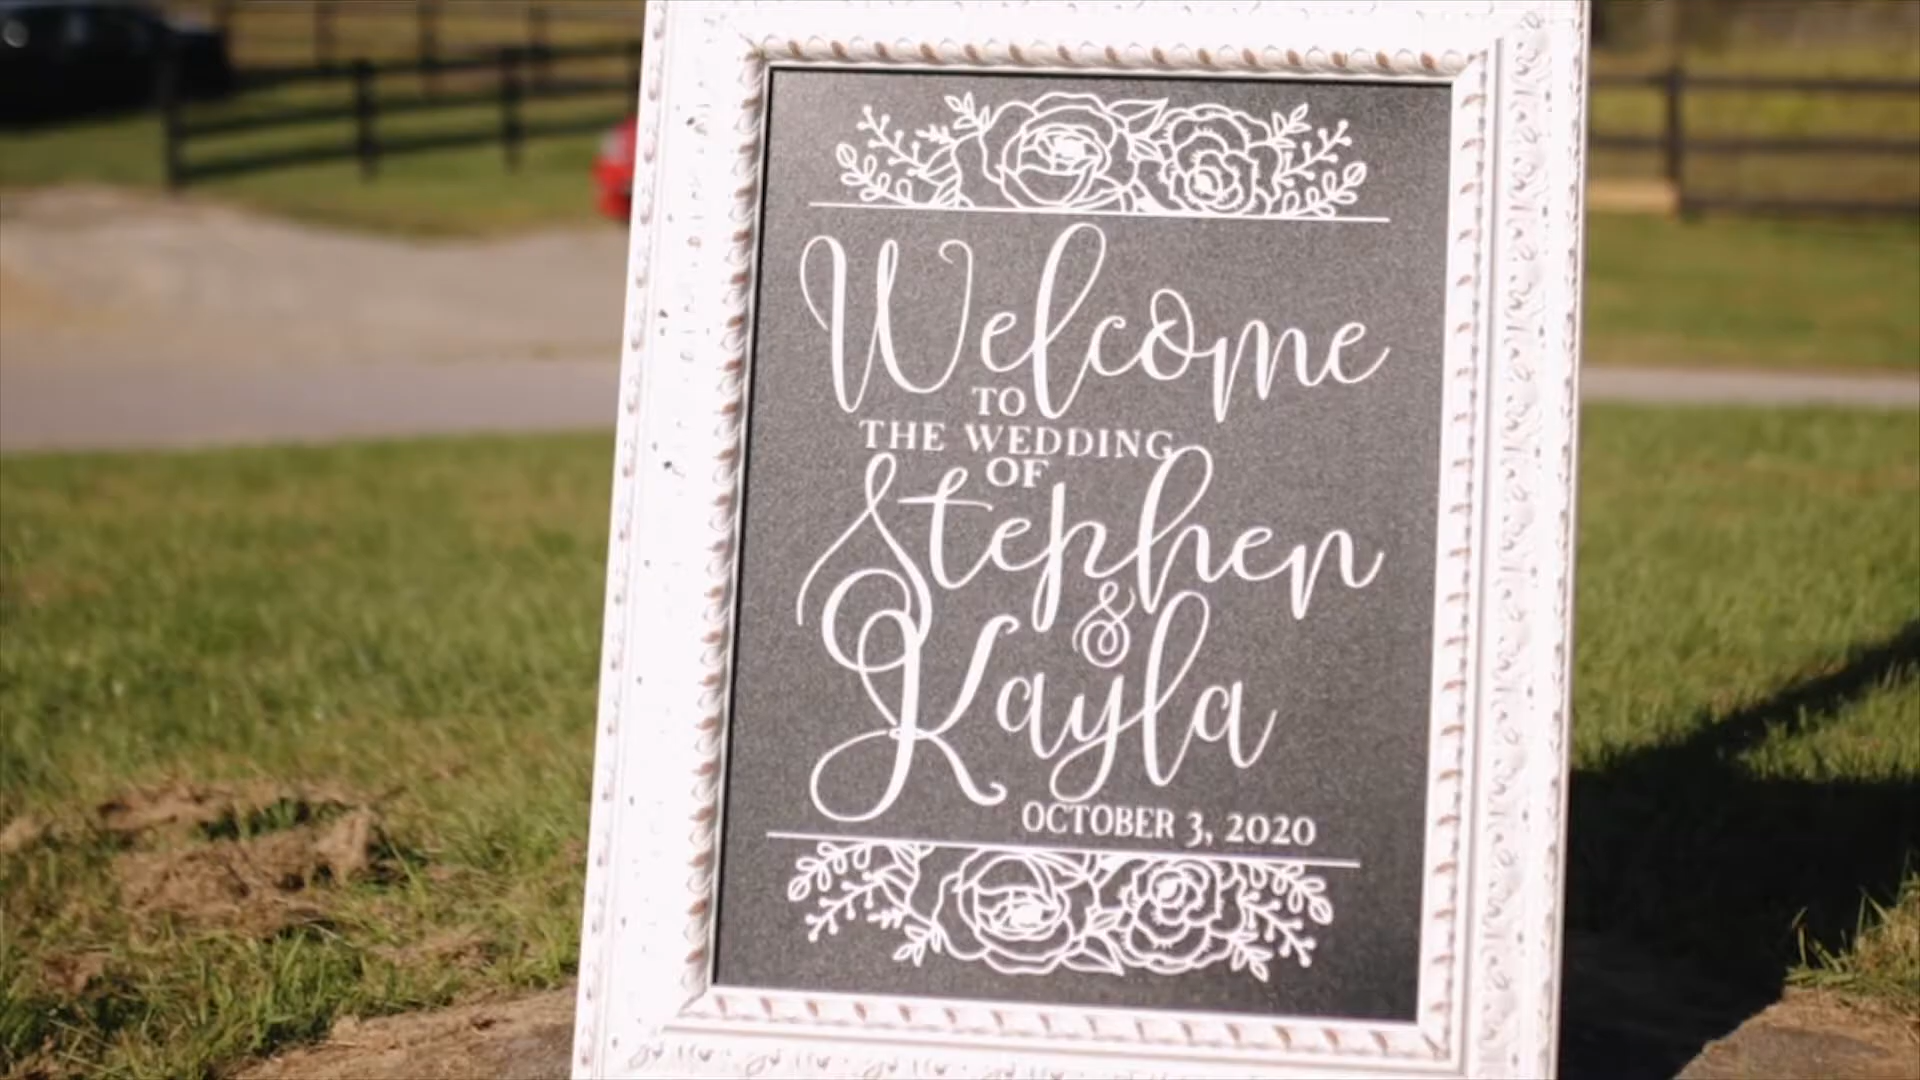 Welcome
TO
THE WEDDING
OF
Stephen
&
Kayla
OCTOBER 3, 2020